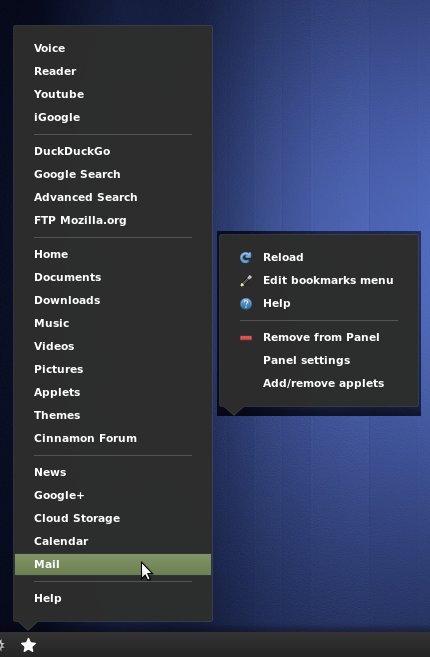 Voice
Reader
Youtube
iGoogle
DuckDuckGo
Google Search
Advanced Search
FTP Mozilla.org
Home
Documents
Downloads
Music
Videos
Pictures
Applets
Themes
Cinnamon Forum
News
Google+
Cloud Storage
Calendar
Mail
Help
Reload
Edit bookmarks menu
Help
Remove from Panel
Panel settings
Add/remove applets